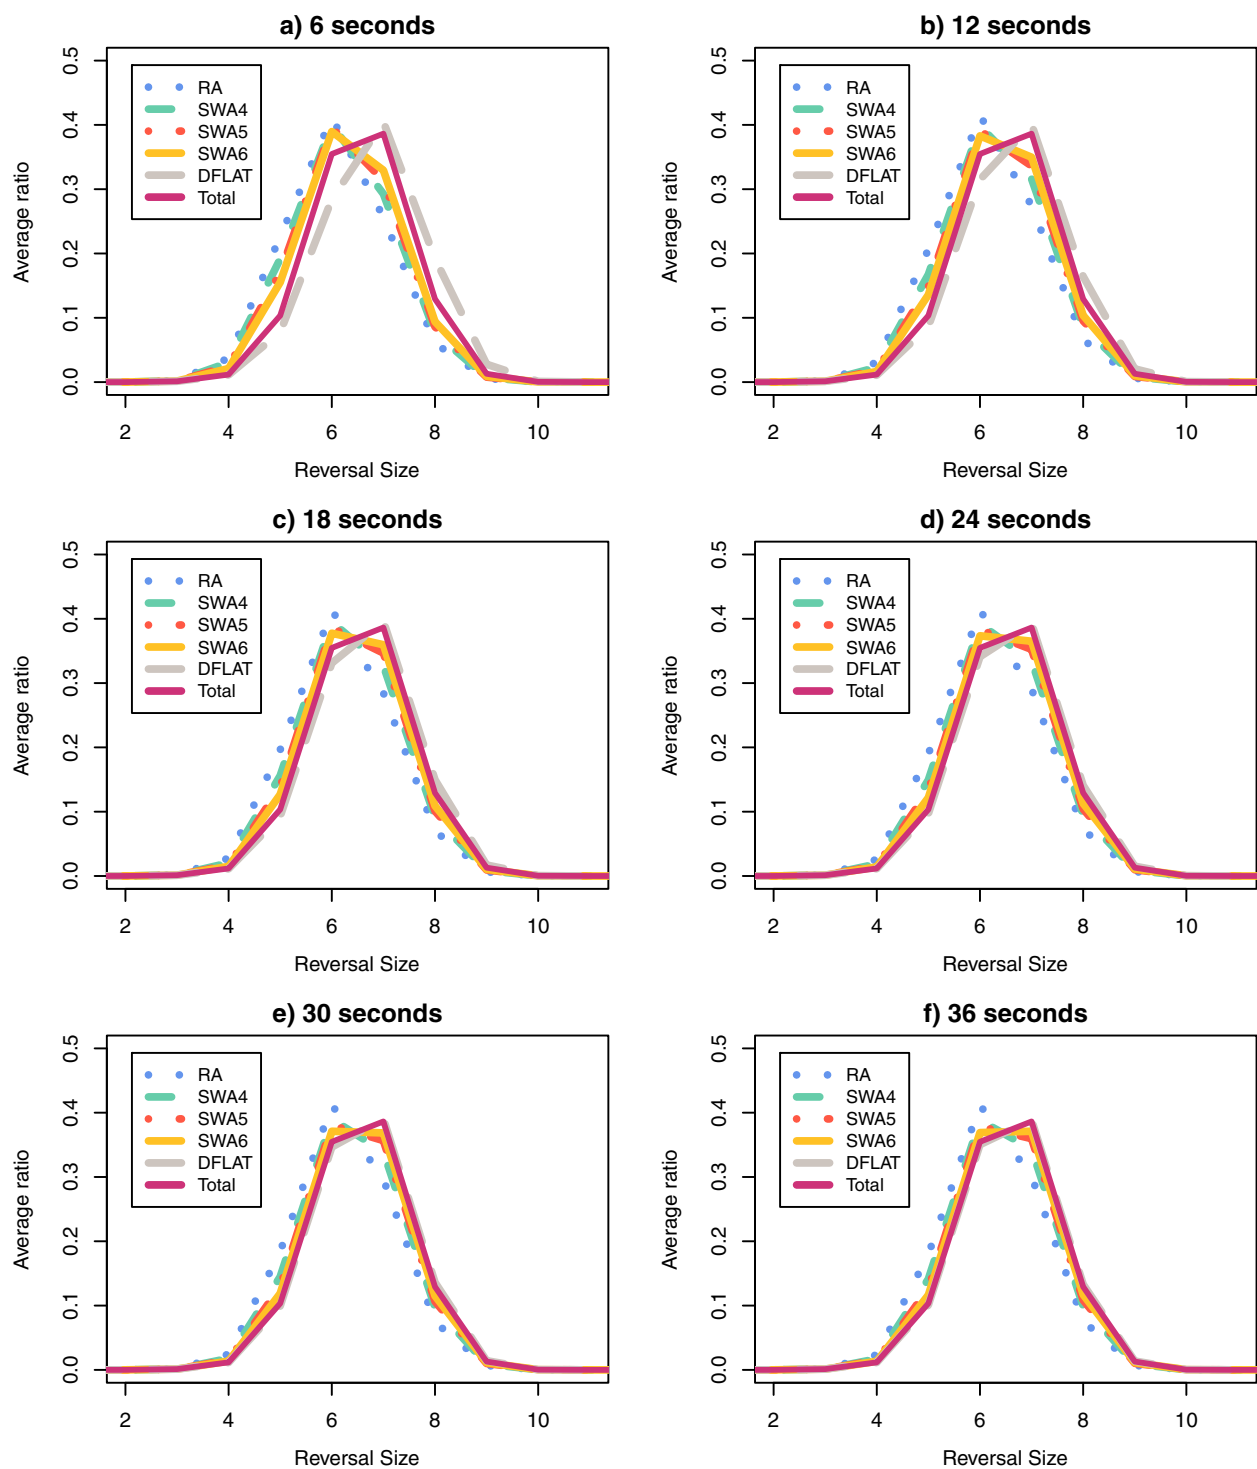 a) 6 seconds
Average ratio
0.5
0.4
0.3
0.2
0.1
0.0
RA
SWA4
SWA5
SWA6
DFLAT
Total
2 4 6 8 10
Reversal Size
b) 12 seconds
Average ratio
0.5
0.4
0.3
0.2
0.1
0.0
RA
SWA4
SWA5
SWA6
DFLAT
Total
2 4 6 8 10
Reversal Size
c) 18 seconds
Average ratio
0.5
0.4
0.3
0.2
0.1
0.0
RA
SWA4
SWA5
SWA6
DFLAT
Total
2 4 6 8 10
Reversal Size
d) 24 seconds
Average ratio
0.5
0.4
0.3
0.2
0.1
0.0
RA
SWA4
SWA5
SWA6
DFLAT
Total
2 4 6 8 10
Reversal Size
e) 30 seconds
Average ratio
0.5
0.4
0.3
0.2
0.1
0.0
RA
SWA4
SWA5
SWA6
DFLAT
Total
2 4 6 8 10
Reversal Size
f) 36 seconds
Average ratio
0.5
0.4
0.3
0.2
0.1
0.0
RA
SWA4
SWA5
SWA6
DFLAT
Total
2 4 6 8 10
Reversal Size